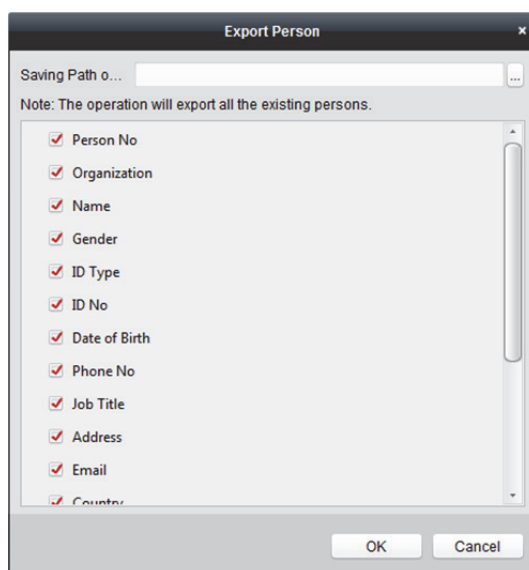 Export Person
Saving Path o... ...
Note: The operation will export all the existing persons.
Person No
Organization
Name
Gender
ID Type
ID No
Date of Birth
Phone No
Job Title
Address
Email
Country
OK Cancel